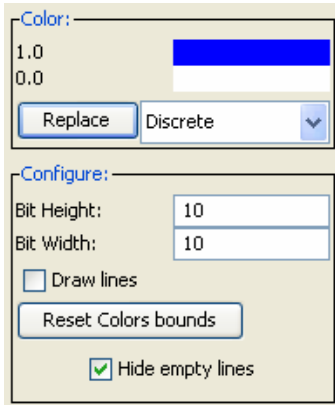 Color:
1.0
0.0
Replace Discrete
Configure:
Bit Height: 10
Bit Width: 10
Draw lines
Reset Colors bounds
Hide empty lines